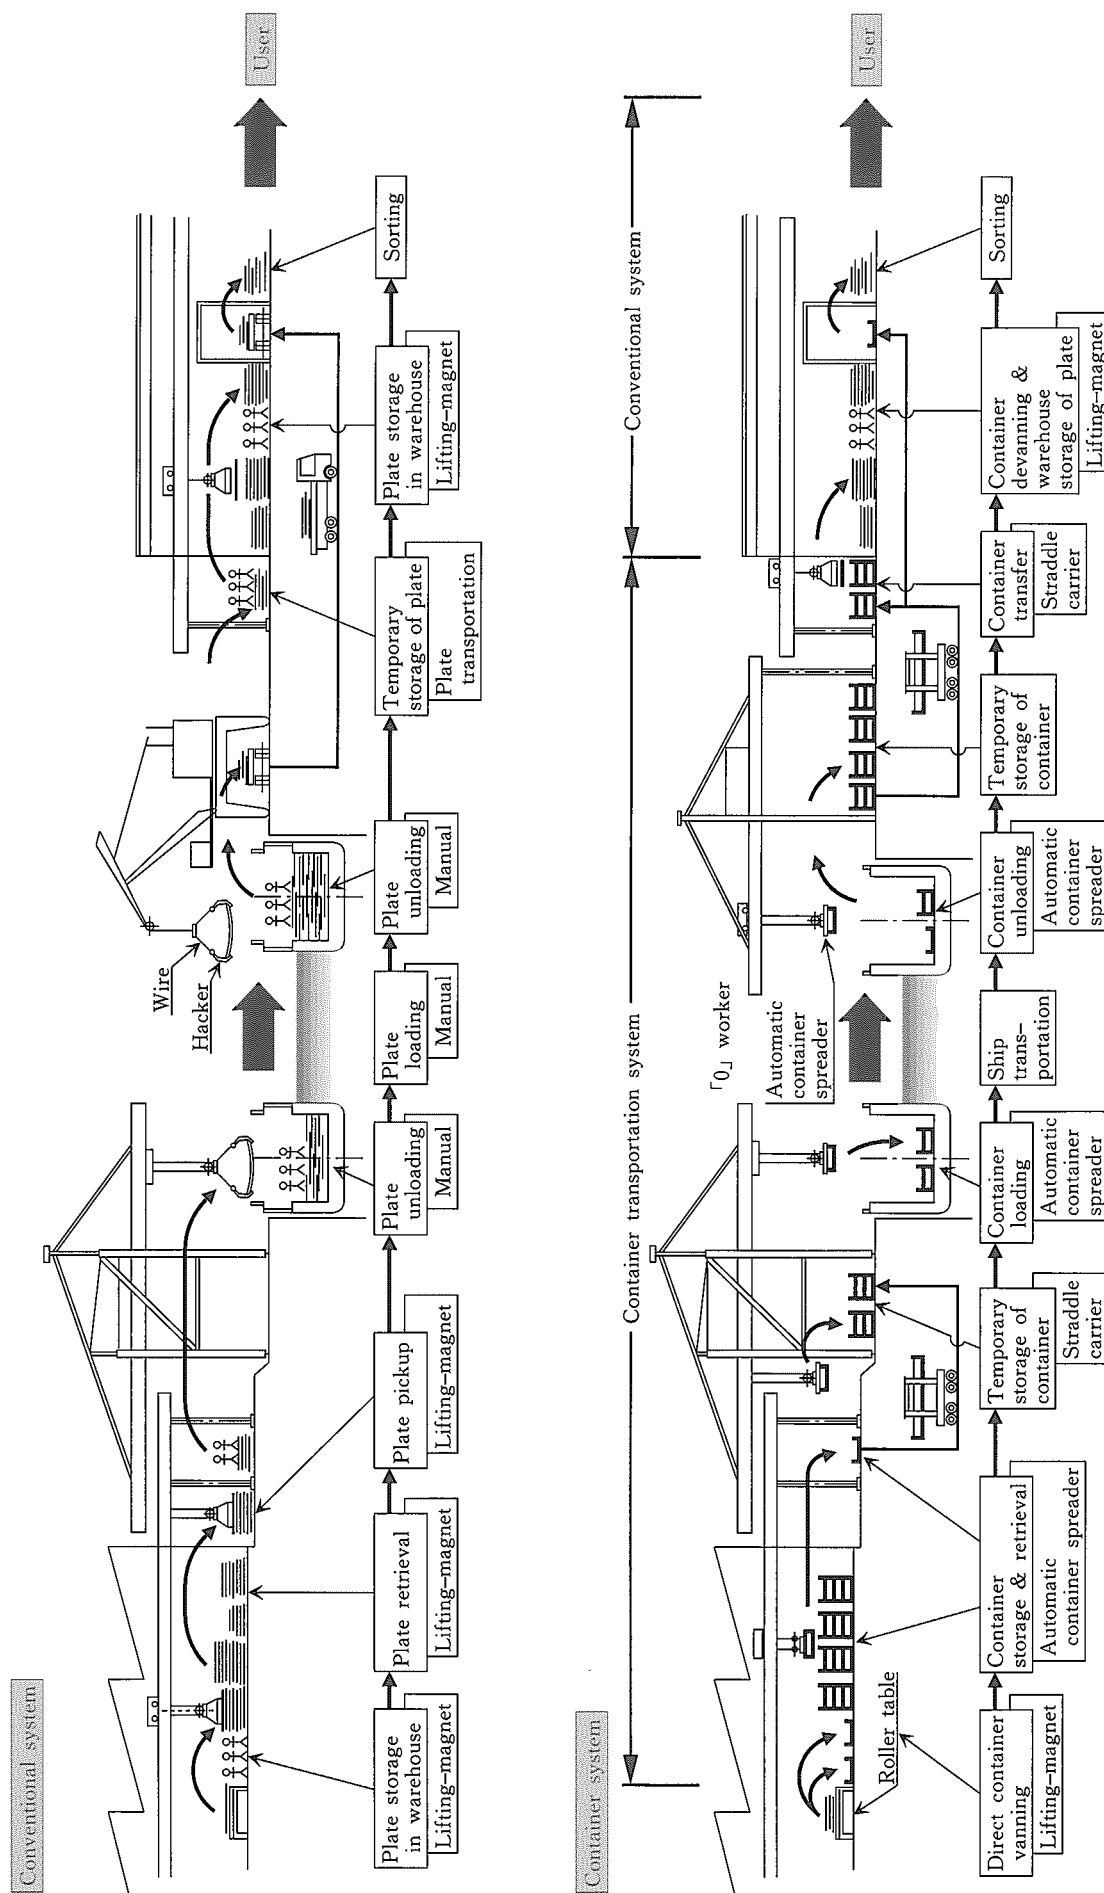 Conventional system
User
Wire
Hacker
Plate storage
in warehouse
Lifting-magnet
Plate retrieval
Lifting-magnet
Plate pickup
Lifting-magnet
Plate
unloading
Manual
Plate
loading
Manual
Plate
unloading
Manual
Temporary
storage of plate
Plate
transportation
Plate storage
in warehouse
Lifting-magnet
Sorting
Container system
Container transportation system
Conventional system
User
「0」 worker
Automatic
container
spreader
Roller table
Direct container
vanning
Lifting-magnet
Container
storage & retrieval
Automatic
container spreader
Temporary
storage of
container
Straddle
carrier
Container
loading
Automatic
container
spreader
Ship
trans-
portation
Container
unloading
Automatic
container
spreader
Temporary
storage of
container
Container
transfer
Straddle
carrier
Container
devanning &
warehouse
storage of plate
Lifting-magnet
Sorting